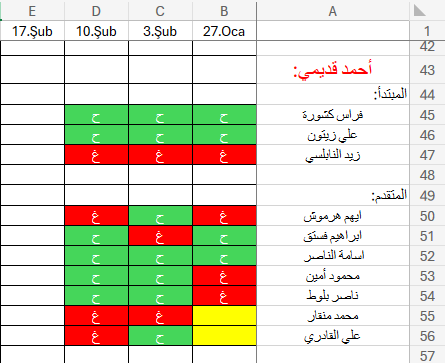 E D C B A
17.Şub 10.Şub 3.Şub 27.Oca 1
42
أحمد قديمي: 43
المبتدأ: 44
فراس كشورة ح ح ح 45
علي زيتون ح ح ح 46
زيد النابلسي غ غ غ 47
48
المتقدم: 49
ايهم هرموش غ ح غ 50
ابراهيم فستق ح غ ح 51
اسامة الناصر ح ح ح 52
محمود أمين غ ح ح 53
ناصر بلوط غ ح ح 54
محمد منقار غ غ 55
علي القادري ح غ 56
57